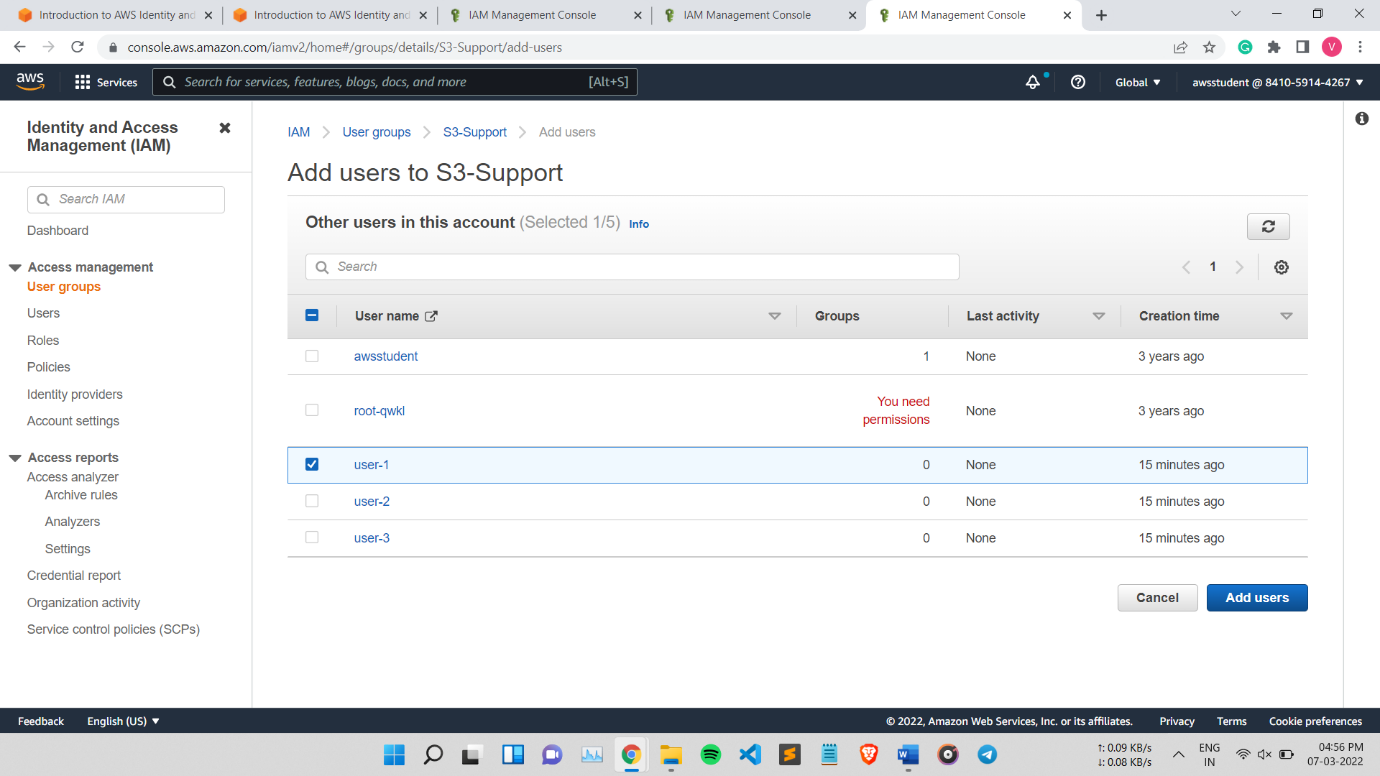 Introduction to AWS Identity and
Introduction to AWS Identity and
IAM Management Console
IAM Management Console
IAM Management Console
console.aws.amazon.com/iamv2/home#/groups/details/S3-Support/add-users
V
aws
Services
Search for services, features, blogs, docs, and more [Alt+S]
Global
awsstudent @ 8410-5914-4267
Identity and Access
Management (IAM)
Search IAM
Dashboard
Access management
User groups
Users
Roles
Policies
Identity providers
Account settings
Access reports
Access analyzer
Archive rules
Analyzers
Settings
Credential report
Organization activity
Service control policies (SCPs)
IAM > User groups > S3-Support > Add users
Add users to S3-Support
Other users in this account (Selected 1/5) Info
Search
1
User name Groups Last activity Creation time
awsstudent 1 None 3 years ago
root-qwkl You need permissions None 3 years ago
user-1 0 None 15 minutes ago
user-2 0 None 15 minutes ago
user-3 0 None 15 minutes ago
Cancel Add users
Feedback English (US) © 2022, Amazon Web Services, Inc. or its affiliates. Privacy Terms Cookie preferences
↑: 0.09 KB/s
↓: 0.08 KB/s
ENG
IN
04:56 PM
07-03-2022